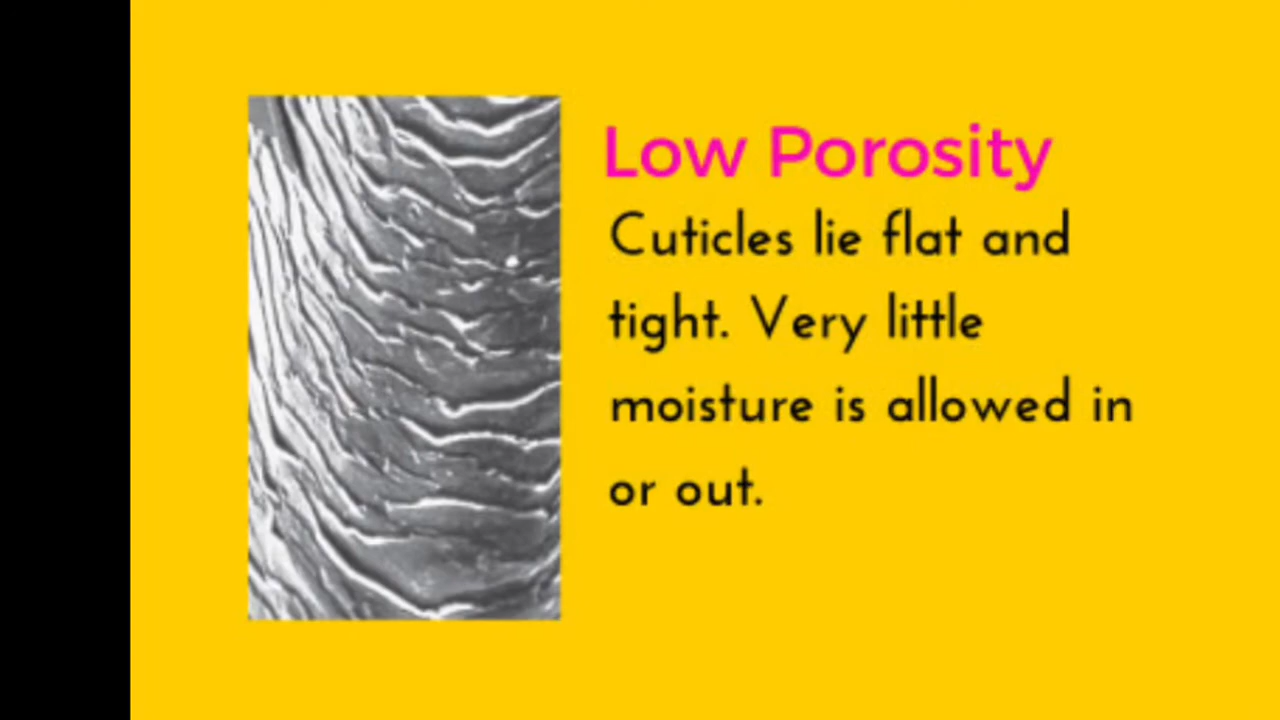 Low Porosity
Cuticles lie flat and
tight. Very little
moisture is allowed in
or out.